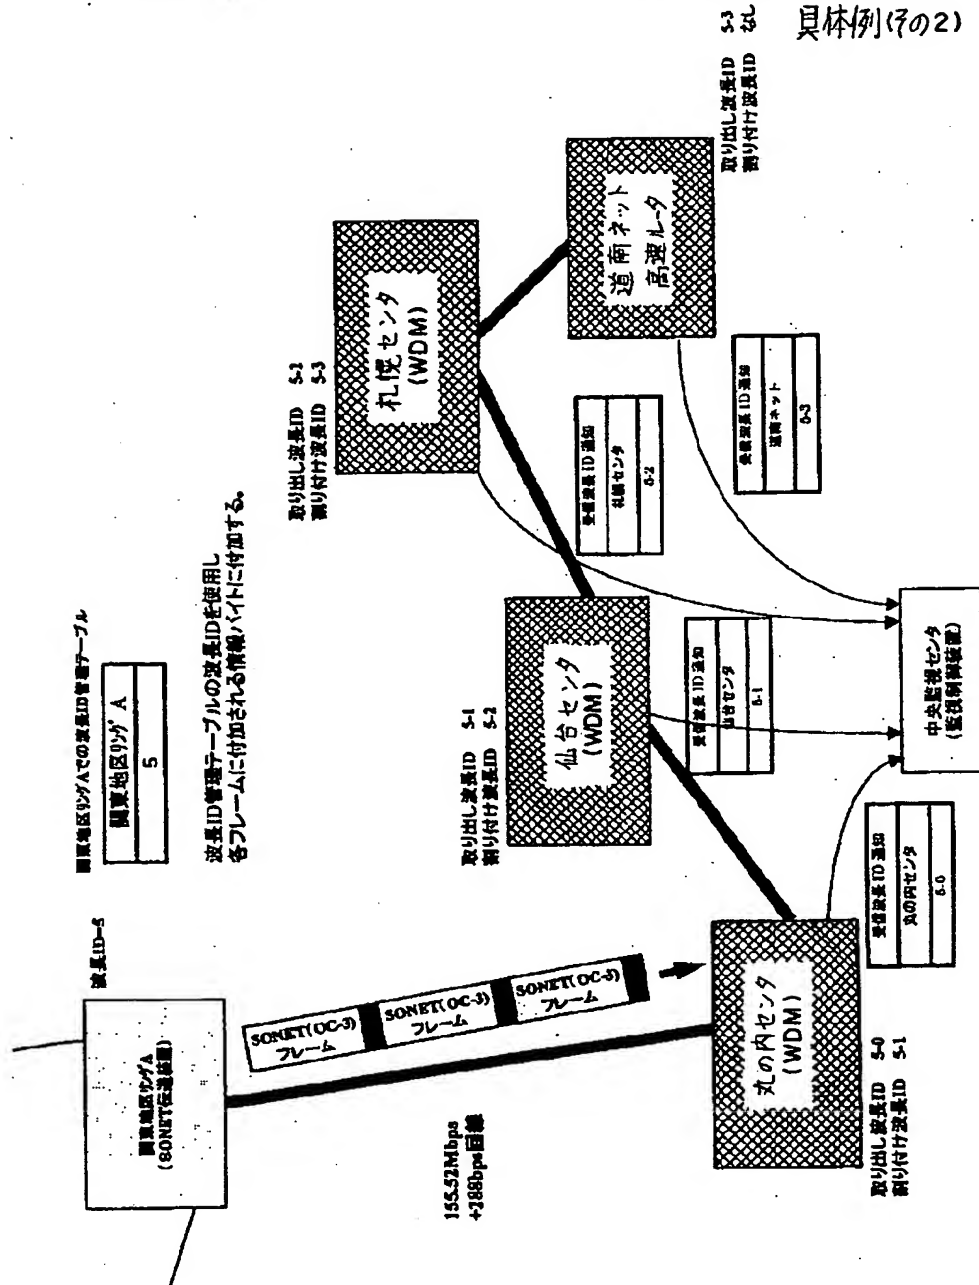 具体例(その2)
関東地区リングAでの波長ID管理テーブル
関東地区リングA
5
波長ID管理テーブルの波長IDを使用し
各フレームに付加される情報バイトに付加する。
波長ID=5
関東地区リングA
(SONET伝送装置)
SONET(OC-3)
フレーム
SONET(OC-3)
フレーム
SONET(OC-3)
フレーム
155.52Mbps
+288bps回線
丸の内センタ
(WDM)
取り出し波長ID 5-0
割り付け波長ID 5-1
受信波長ID通知
丸の内センタ
5-0
取り出し波長ID 5-1
割り付け波長ID 5-2
仙台センタ
(WDM)
受信波長ID通知
仙台センタ
5-1
取り出し波長ID 5-2
割り付け波長ID 5-3
札幌センタ
(WDM)
受信波長ID通知
札幌センタ
5-2
道南ネット
高速ルータ
取り出し波長ID 5-3
割り付け波長ID なし
受信波長ID通知
道南ネット
5-3
中央監視センタ
(監視制御装置)